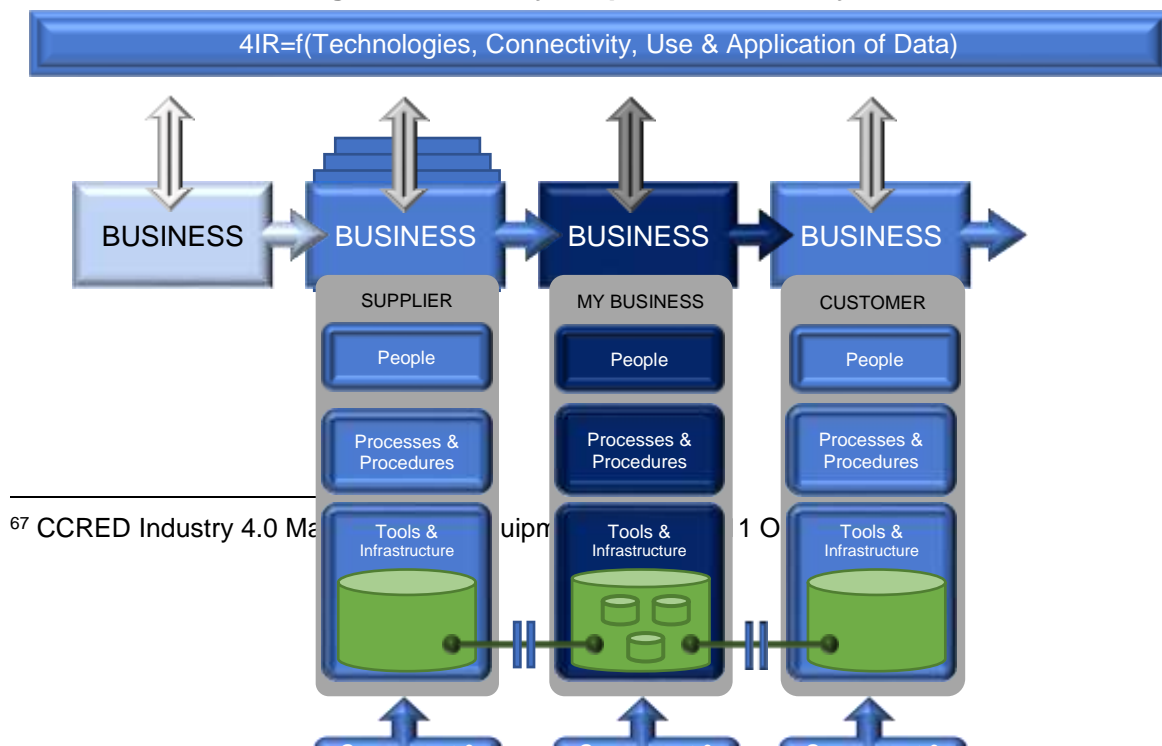 4IR=f(Technologies, Connectivity, Use & Application of Data)
BUSINESS
BUSINESS
BUSINESS
BUSINESS
SUPPLIER
MY BUSINESS
CUSTOMER
People
People
People
Processes &
Procedures
Processes &
Procedures
Processes &
Procedures
Tools &
Infrastructure
Tools &
Infrastructure
Tools &
Infrastructure
67 CCRED Industry 4.0